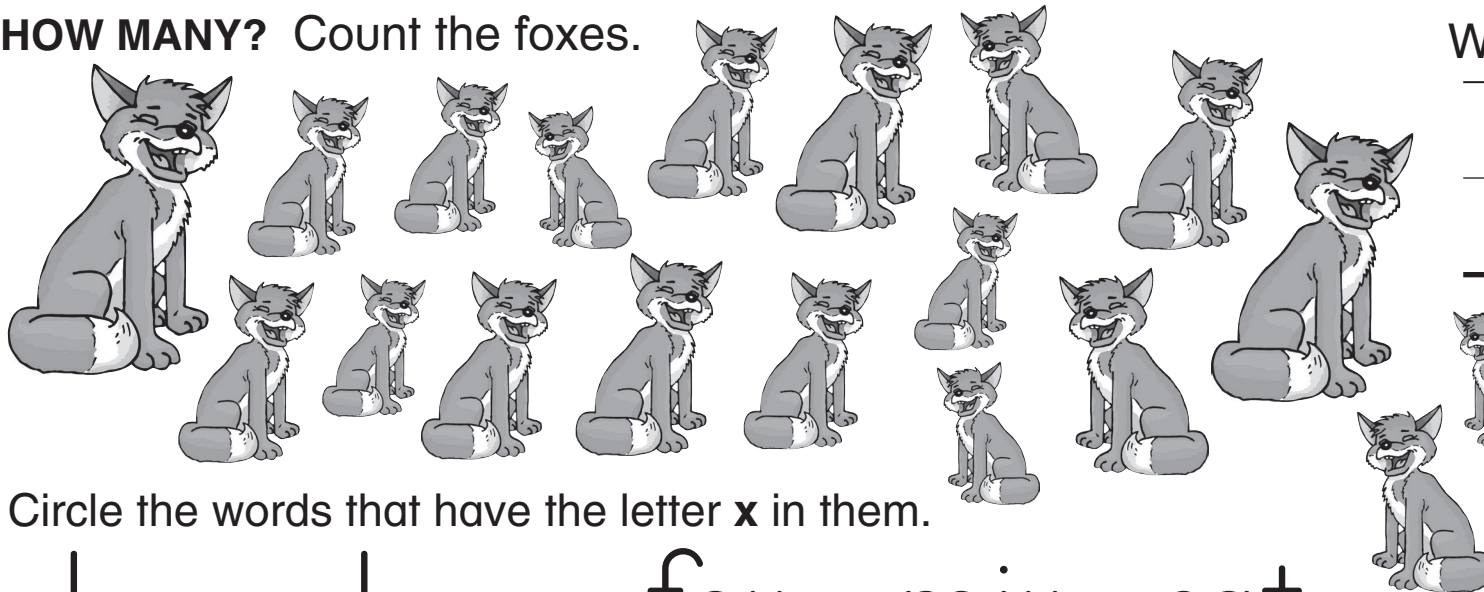 HOW MANY? Count the foxes.
W
Circle the words that have the letter x in them.